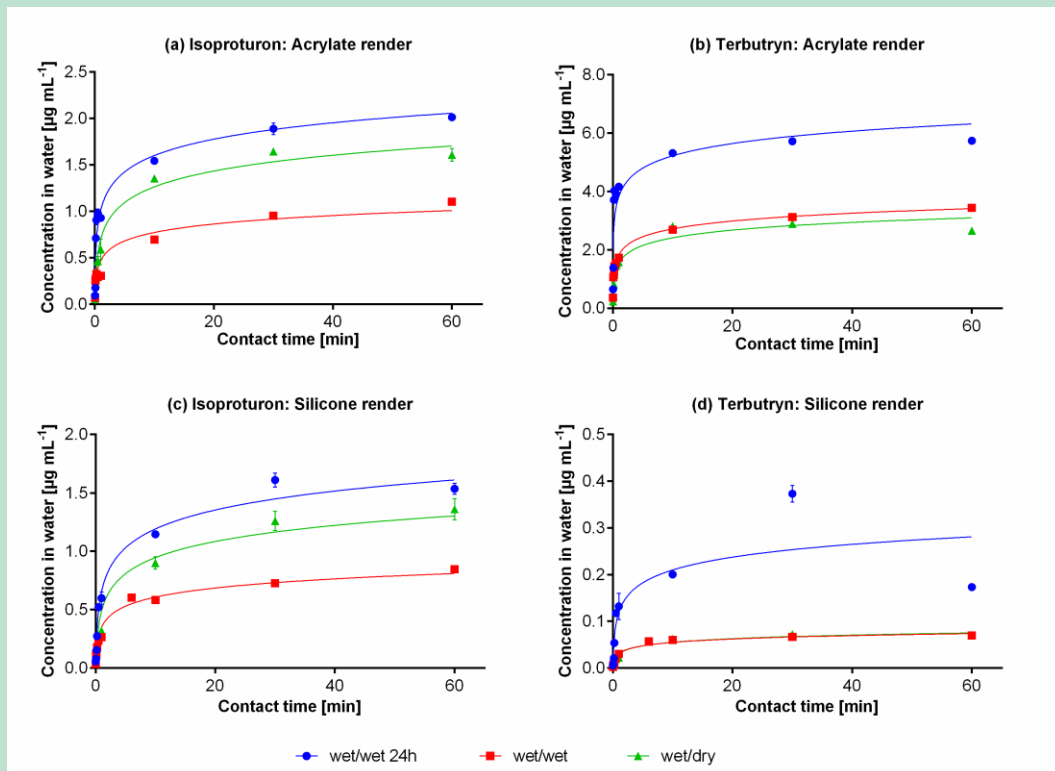 (a) Isoproturon: Acrylate render
Concentration in water [µg mL⁻¹]
2.5
2.0
1.5
1.0
0.5
0.0
0
20
40
60
Contact time [min]
(b) Terbutryn: Acrylate render
Concentration in water [µg mL⁻¹]
8.0
6.0
4.0
2.0
0.0
0
20
40
60
Contact time [min]
(c) Isoproturon: Silicone render
Concentration in water [µg mL⁻¹]
2.0
1.5
1.0
0.5
0.0
0
20
40
60
Contact time [min]
(d) Terbutryn: Silicone render
Concentration in water [µg mL⁻¹]
0.5
0.4
0.3
0.2
0.1
0.0
0
20
40
60
Contact time [min]
wet/wet 24h
wet/wet
wet/dry